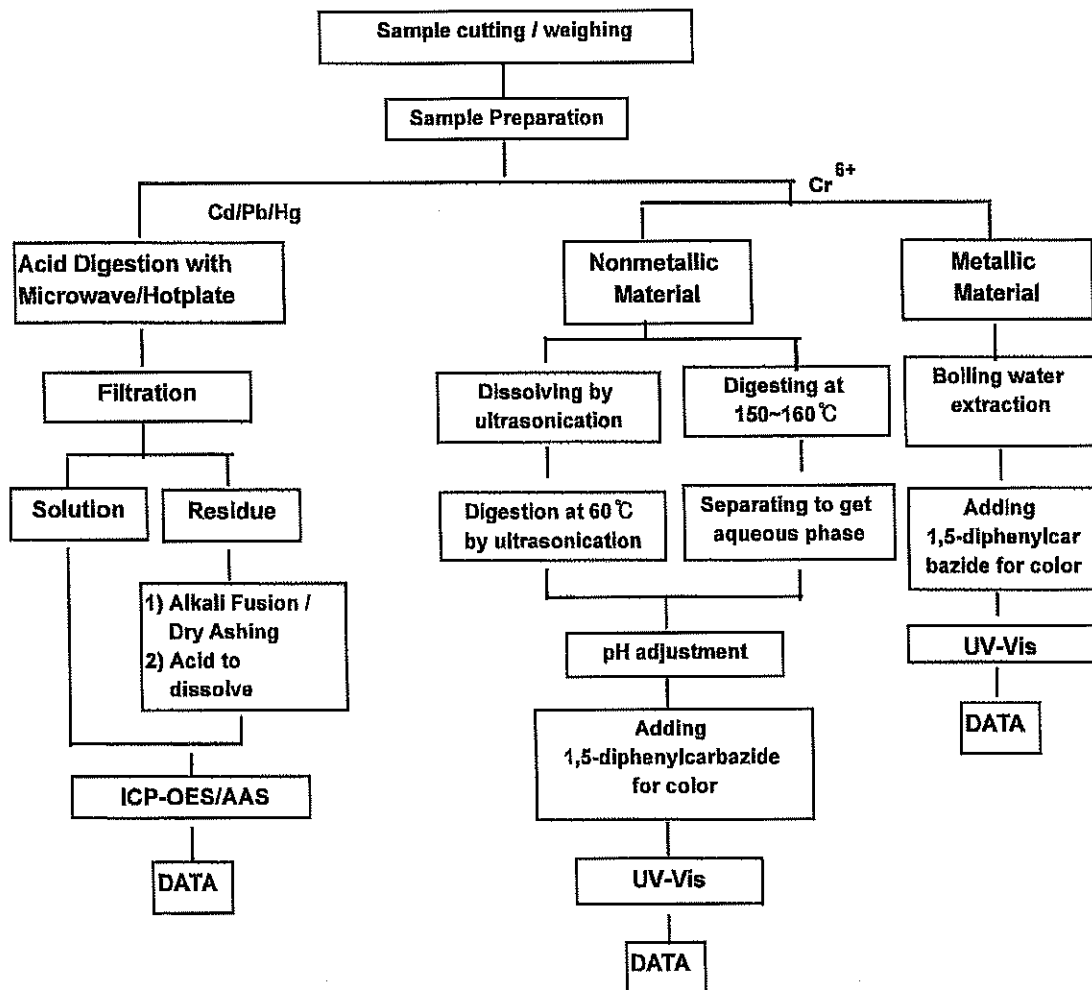 Sample cutting / weighing
Sample Preparation
Cr6+
Cd/Pb/Hg
Acid Digestion with
Microwave/Hotplate
Nonmetallic
Material
Metallic
Material
Filtration
Dissolving by
ultrasonication
Digesting at
150~160℃
Boiling water
extraction
Solution
Residue
Digestion at 60℃
by ultrasonication
Separating to get
aqueous phase
Adding
1,5-diphenylcar
bazide for color
1) Alkali Fusion /
Dry Ashing
2) Acid to
dissolve
pH adjustment
UV-Vis
DATA
Adding
1,5-diphenylcarbazide
for color
ICP-OES/AAS
DATA
UV-Vis
DATA